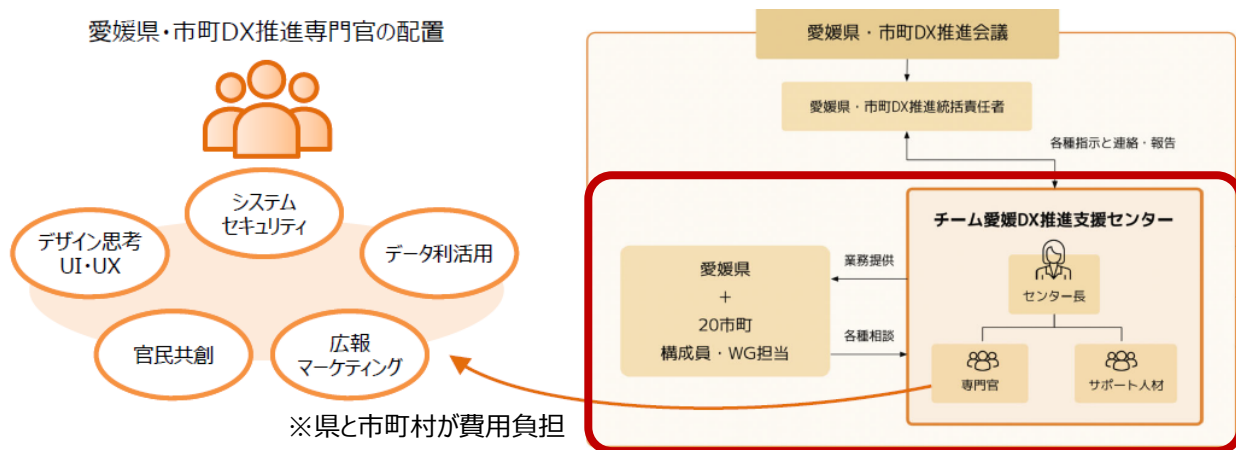 愛媛県・市町DX推進専門官の配置
システム
セキュリティ
デザイン思考
UI・UX
データ利活用
官民共創
広報
マーケティング
※県と市町村が費用負担
愛媛県・市町DX推進会議
愛媛県・市町DX推進統括責任者
各種指示と連絡・報告
チーム愛媛DX推進支援センター
センター長
専門官
サポート人材
業務提供
各種相談
愛媛県
+
20市町
構成員・WG担当